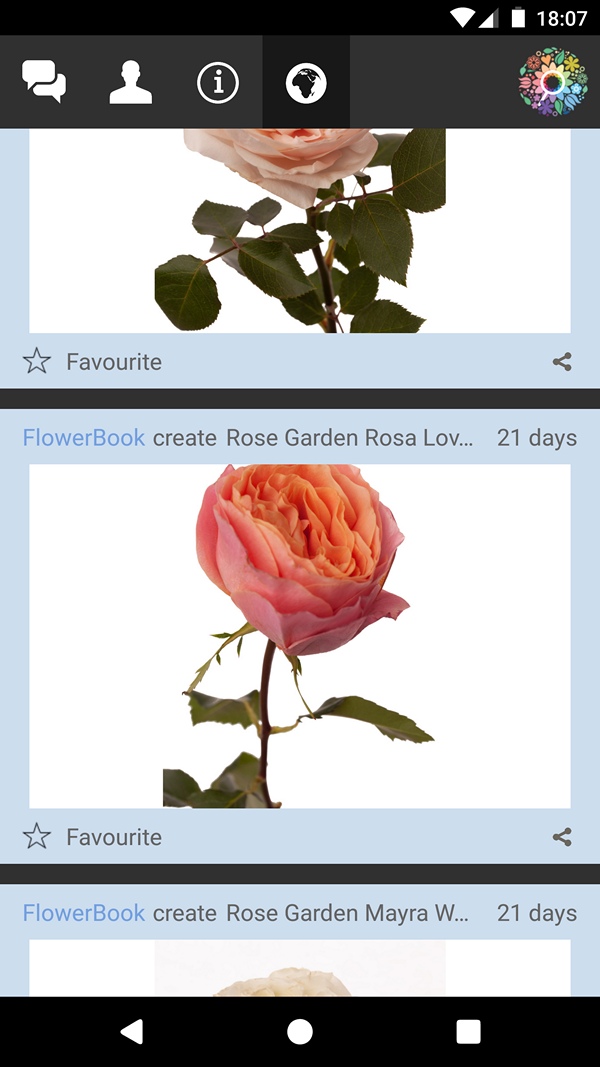 18:07
Favourite
FlowerBook create Rose Garden Rosa Lov... 21 days
Favourite
FlowerBook create Rose Garden Mayra W... 21 days